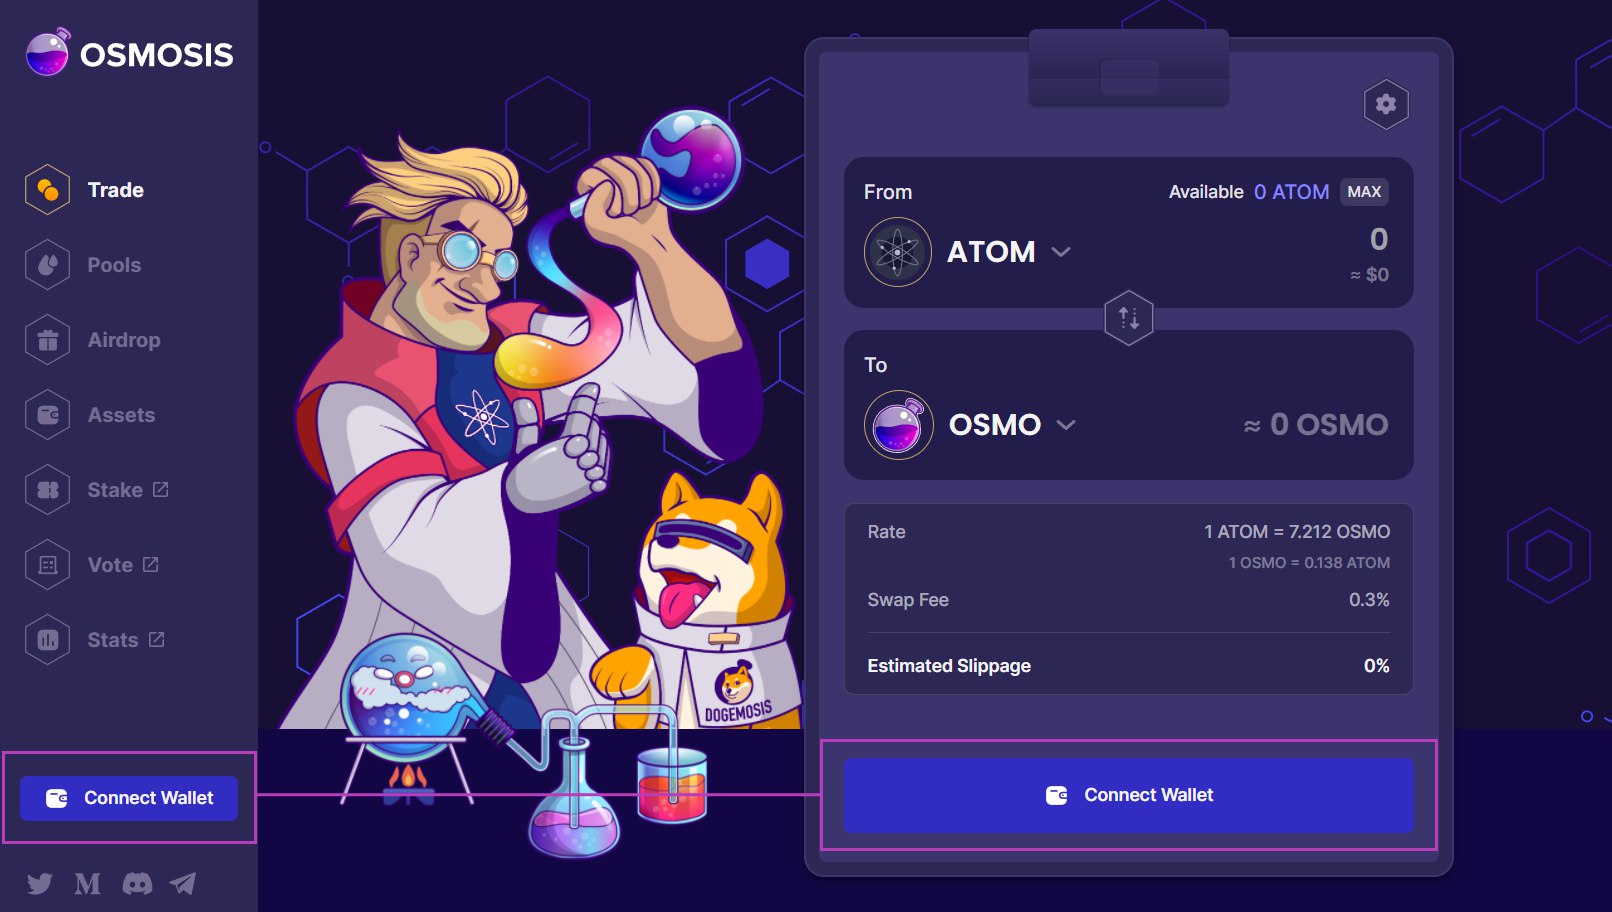 OSMOSIS
Trade
Pools
Airdrop
Assets
Stake
Vote
Stats
Connect Wallet
M
DOGEMOSIS
From
Available 0 ATOM MAX
ATOM
0
≈ $0
To
OSMO
≈ 0 OSMO
Rate
1 ATOM = 7.212 OSMO
1 OSMO = 0.138 ATOM
Swap Fee
0.3%
Estimated Slippage
0%
Connect Wallet